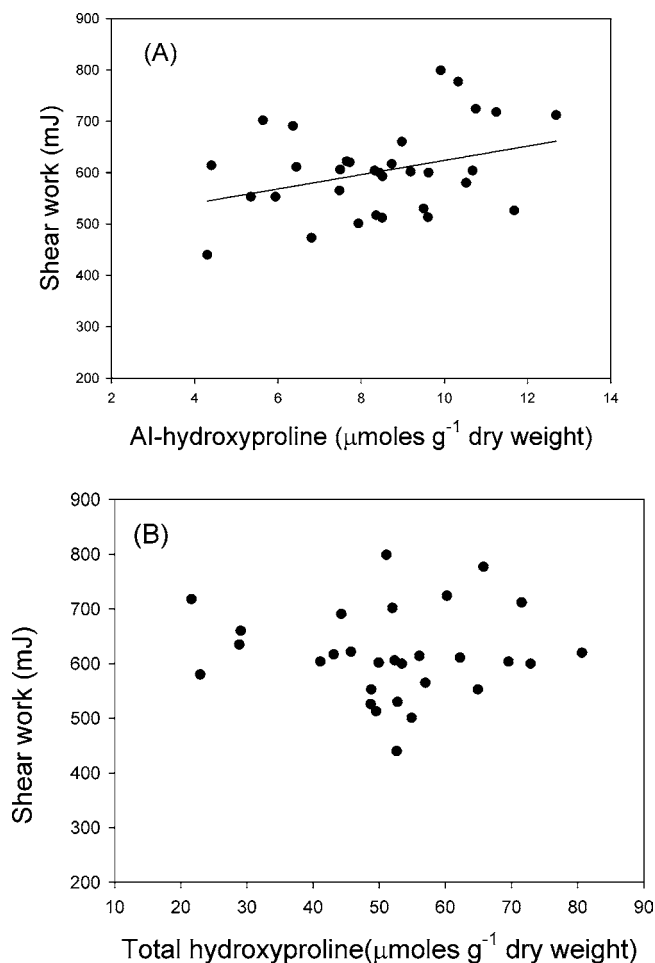 900
(A)
800
700
600
500
400
300
200
Shear work (mJ)
2 4 6 8 10 12 14
Al-hydroxyproline (μmoles g⁻¹ dry weight)
900
(B)
800
700
600
500
400
300
200
Shear work (mJ)
10 20 30 40 50 60 70 80 90
Total hydroxyproline(μmoles g⁻¹ dry weight)